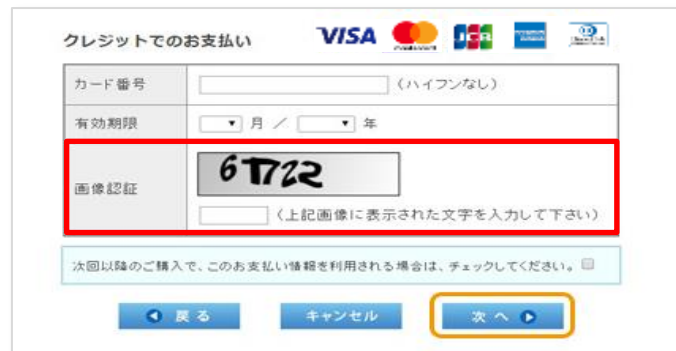 クレジットでのお支払い VISA mastercard JCB
カード番号 (ハイフンなし)
有効期限 月 / 年
画像認証
(上記画像に表示された文字を入力して下さい)
次回以降のご購入で、このお支払い情報を利用される場合は、チェックしてください。
戻る キャンセル 次へ